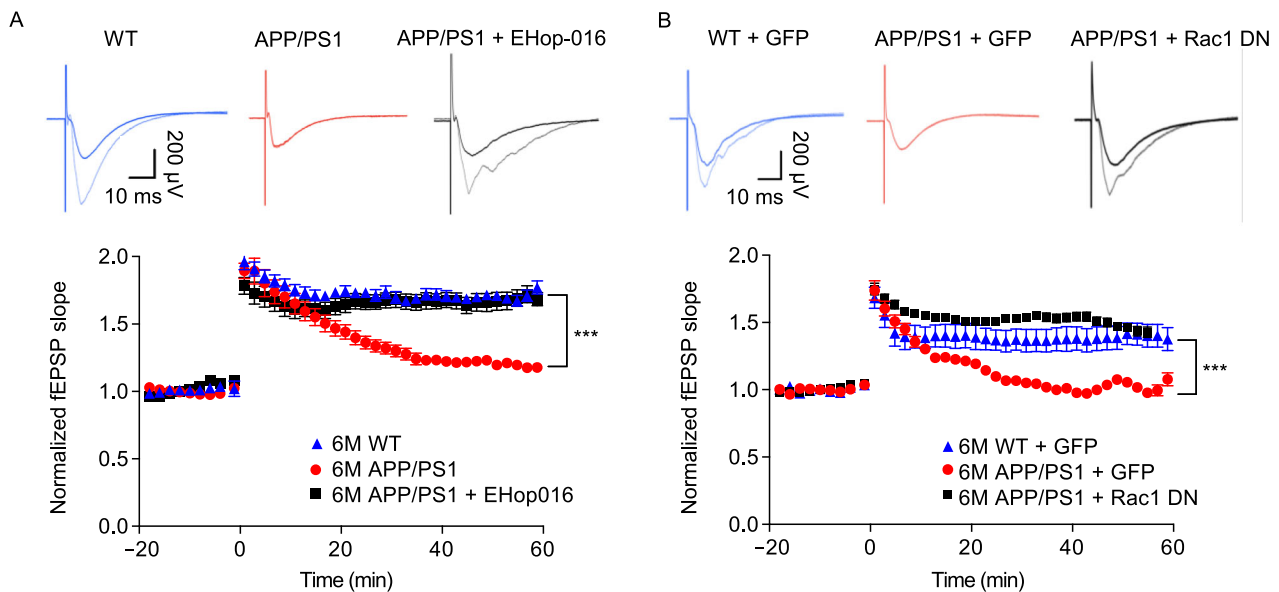 A
WT
APP/PS1
APP/PS1 + EHop-016
200 µV
10 ms
Normalized fEPSP slope
2.0
1.5
1.0
0.5
0.0
***
6M WT
6M APP/PS1
6M APP/PS1 + EHop016
−20
0
20
40
60
Time (min)
B
WT + GFP
APP/PS1 + GFP
APP/PS1 + Rac1 DN
200 µV
10 ms
Normalized fEPSP slope
2.0
1.5
1.0
0.5
0.0
***
6M WT + GFP
6M APP/PS1 + GFP
6M APP/PS1 + Rac1 DN
−20
0
20
40
60
Time (min)